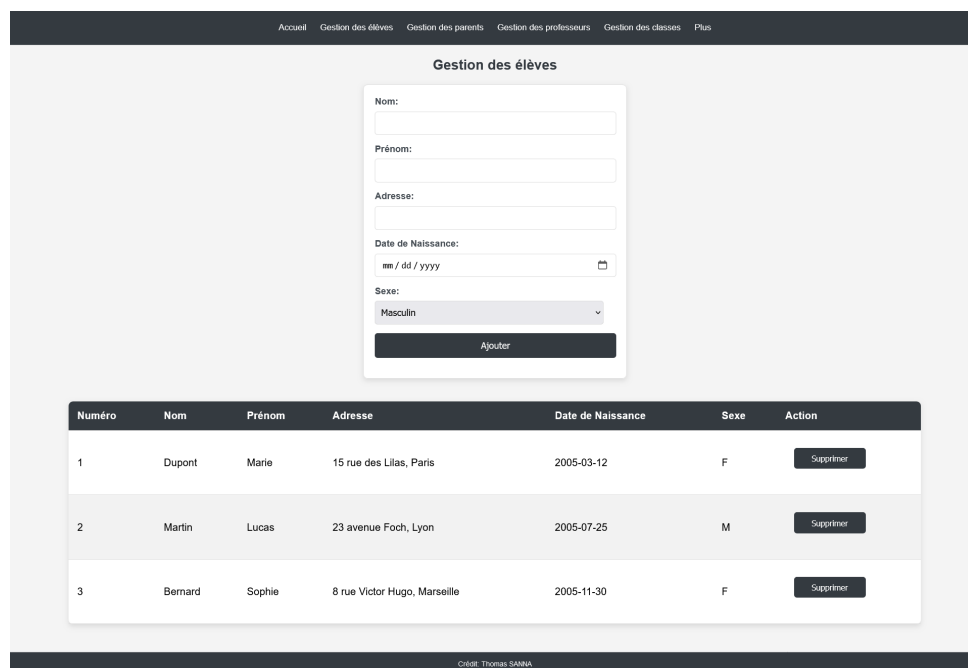 Accueil Gestion des élèves Gestion des parents Gestion des professeurs Gestion des classes Plus
Gestion des élèves
Nom:
Prénom:
Adresse:
Date de Naissance:
mm / dd / yyyy
Sexe:
Masculin
Ajouter
Numéro Nom Prénom Adresse Date de Naissance Sexe Action
1 Dupont Marie 15 rue des Lilas, Paris 2005-03-12 F Supprimer
2 Martin Lucas 23 avenue Foch, Lyon 2005-07-25 M Supprimer
3 Bernard Sophie 8 rue Victor Hugo, Marseille 2005-11-30 F Supprimer
Crédit: Thomas SANNA